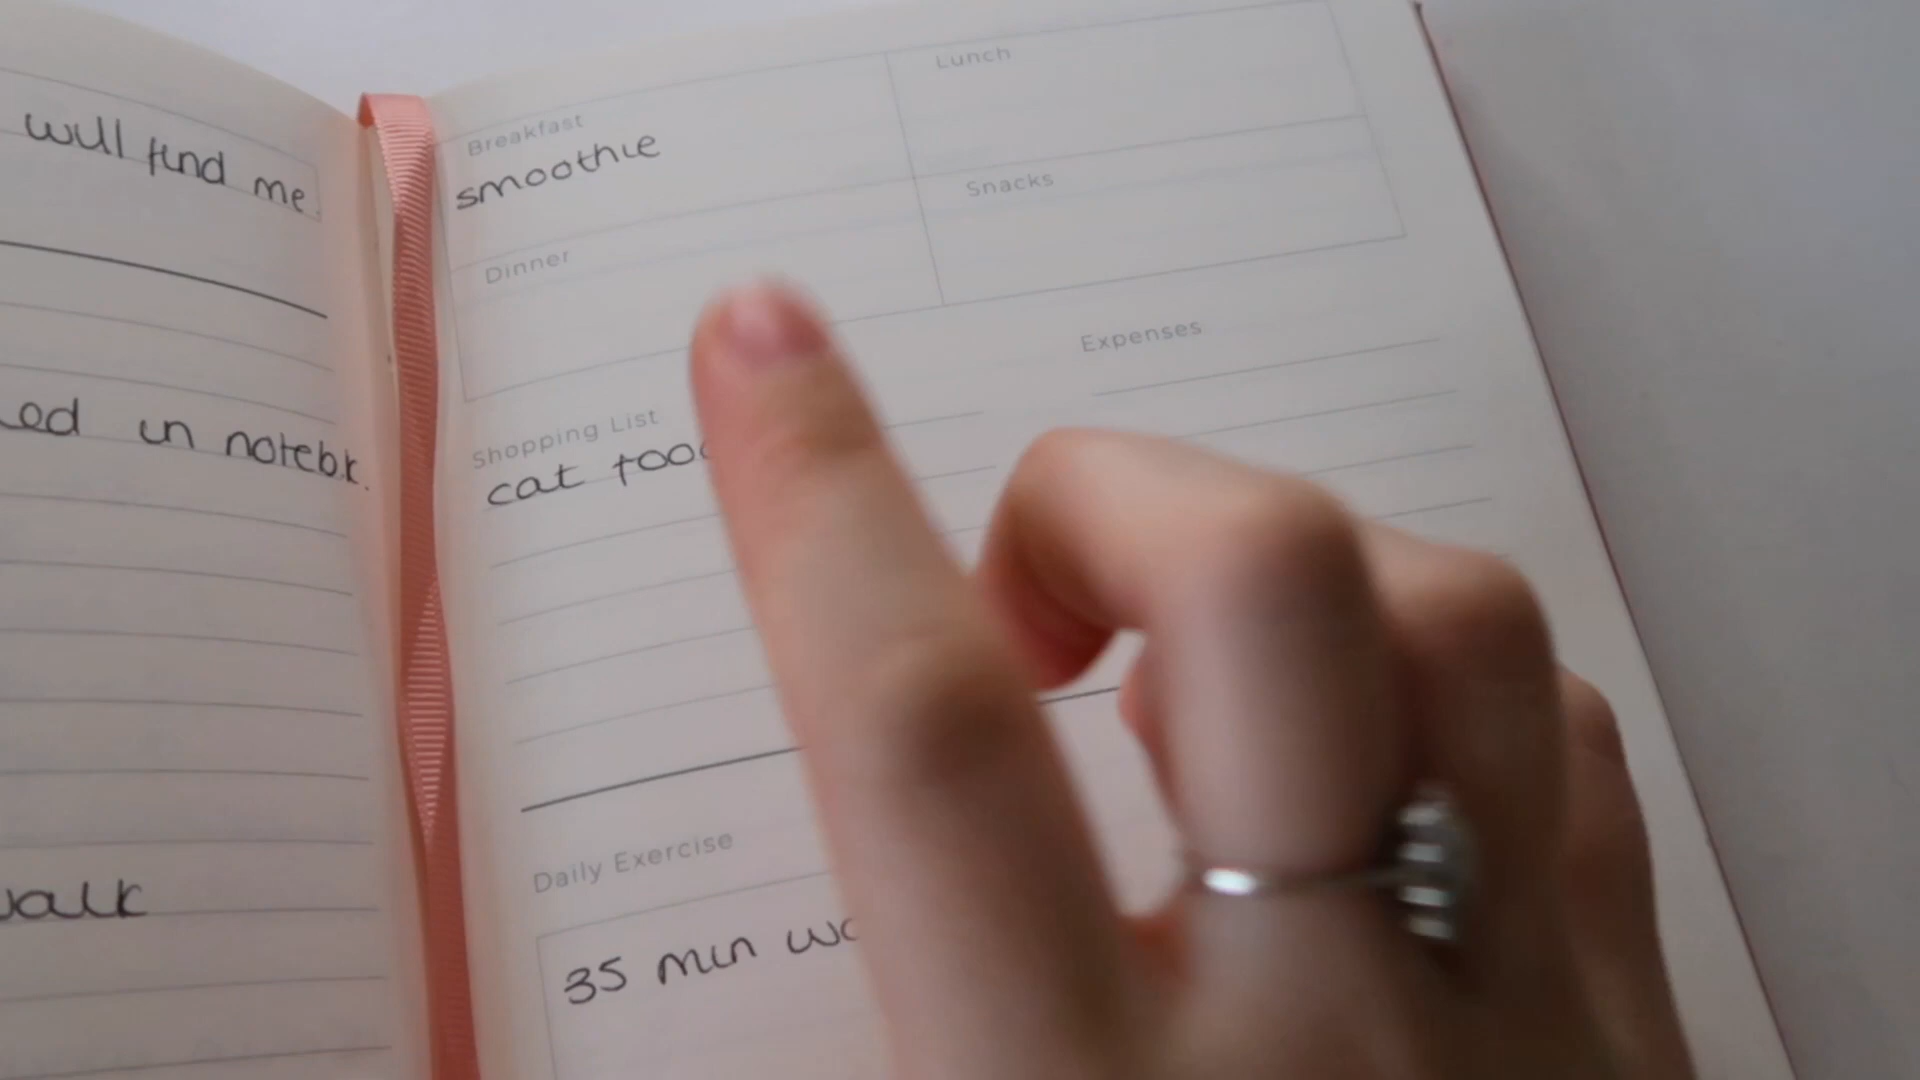 will find me.
in notebk.
walk
Breakfast
smoothie
Lunch
Dinner
Snacks
Shopping List
cat food
Expenses
Daily Exercise
35 min